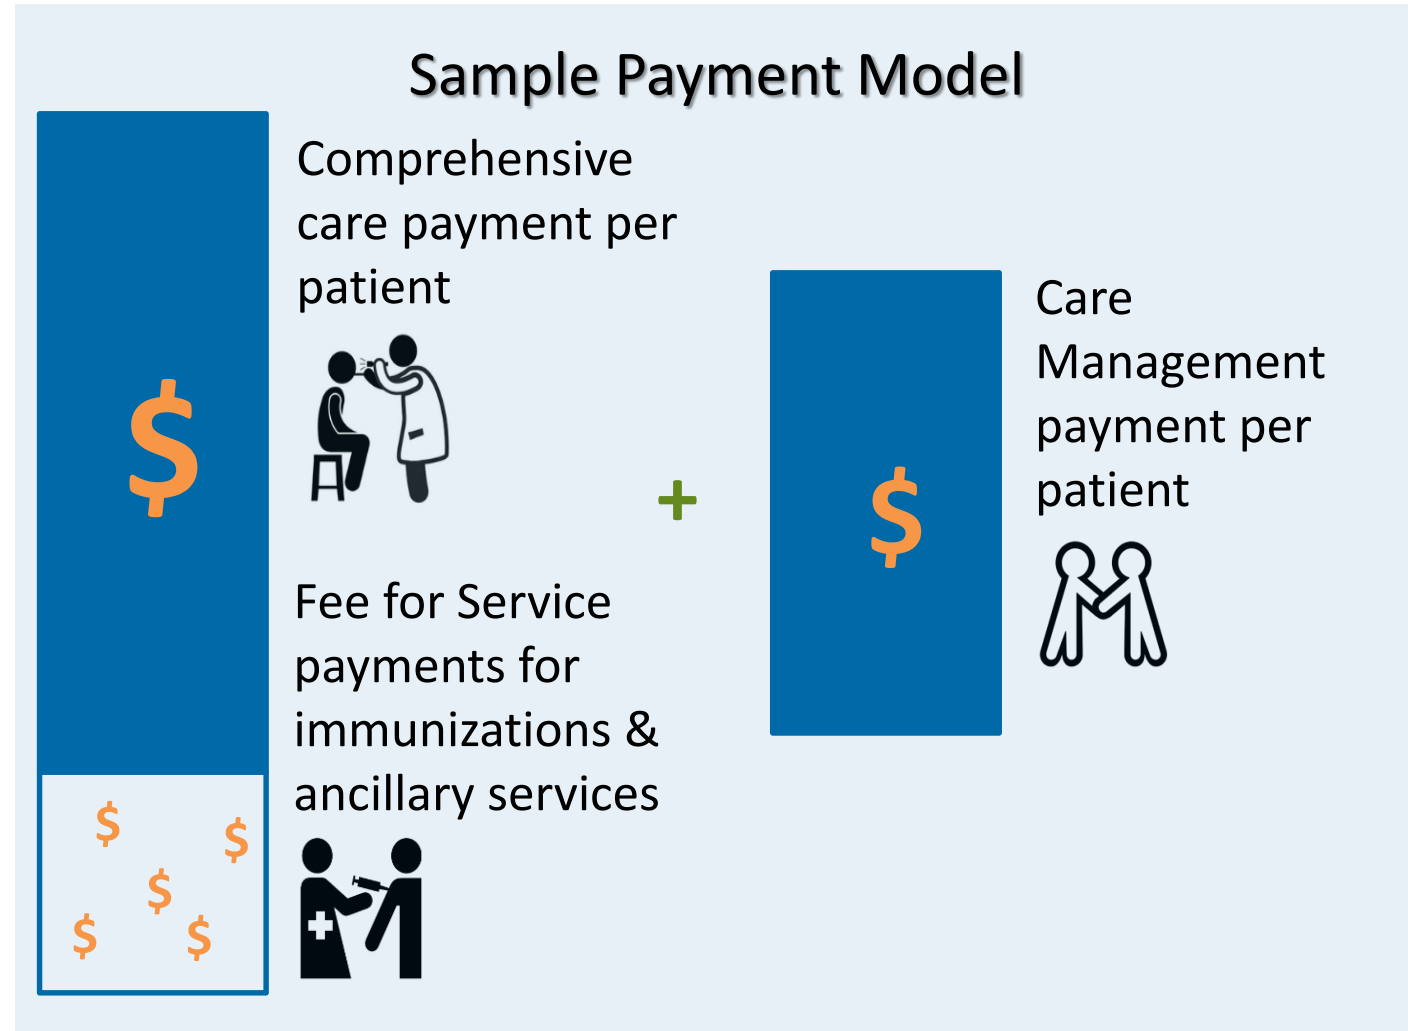 Sample Payment Model
Comprehensive
care payment per
patient
$
Fee for Service
payments for
immunizations &
ancillary services
$
$
$
$
$
+
$
Care
Management
payment per
patient